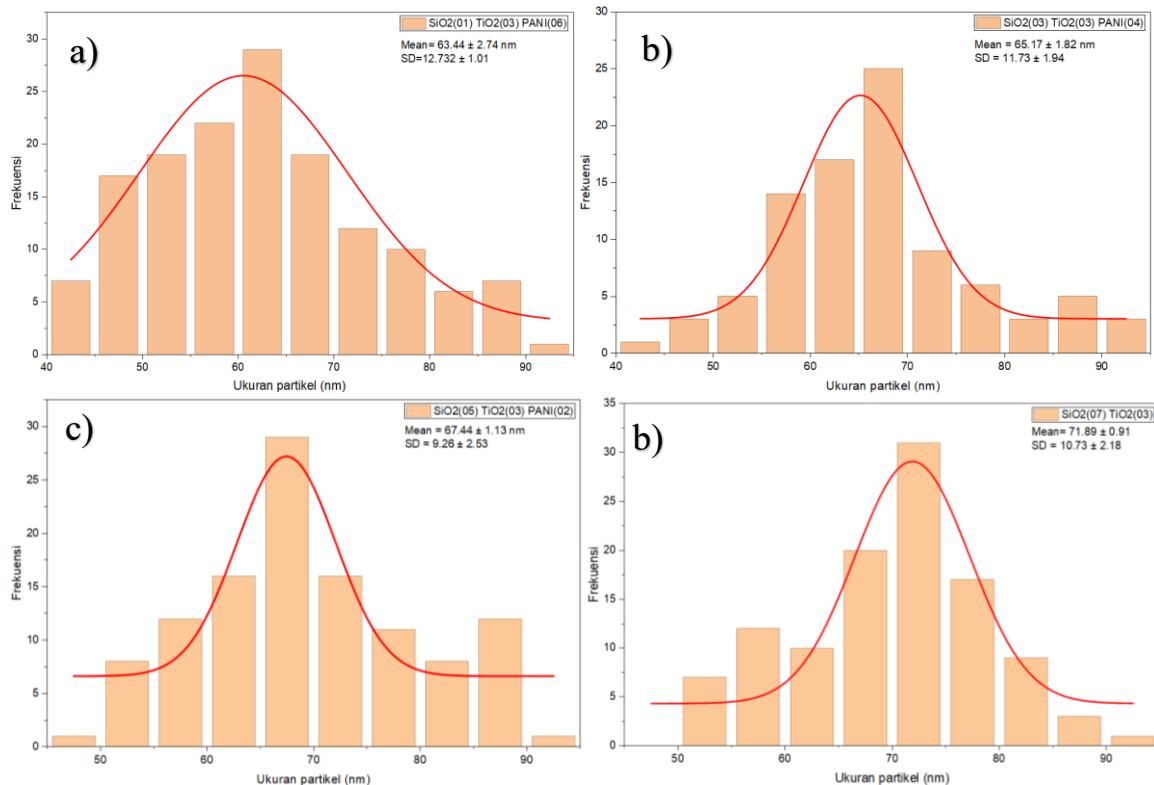 a)
SiO2(01) TiO2(03) PANI(06)
Mean= 63.44 ± 2.74 nm
SD=12.732 ± 1.01
Frekuensi
30
25
20
15
10
5
0
40 50 60 70 80 90
Ukuran partikel (nm)
b)
SiO2(03) TiO2(03) PANI(04)
Mean = 65.17 ± 1.82 nm
SD = 11.73 ± 1.94
Frekuensi
30
25
20
15
10
5
0
40 50 60 70 80 90
Ukuran partikel (nm)
c)
SiO2(05) TiO2(03) PANI(02)
Mean = 67.44 ± 1.13 nm
SD = 9.26 ± 2.53
Frekuensi
30
25
20
15
10
5
0
50 60 70 80 90
Ukuran partikel (nm)
b)
SiO2(07) TiO2(03)
Mean= 71.89 ± 0.91
SD = 10.73 ± 2.18
Frekuensi
35
30
25
20
15
10
5
0
50 60 70 80 90
Ukuran partikel (nm)